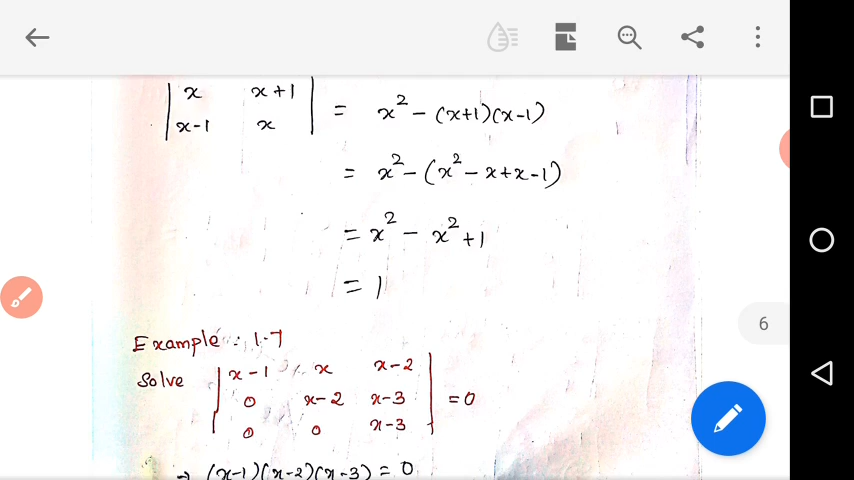 | x x+1 | = x² – (x+1)(x-1)
| x-1 x |
= x² – (x² – x+x-1)
= x² – x² +1
= 1
6
Example : 1.7
Solve | x-1 x x-2 |
| 0 x-2 x-3 | = 0
| 0 0 x-3 |
→ (x-1)(x-2)(x-3) = 0